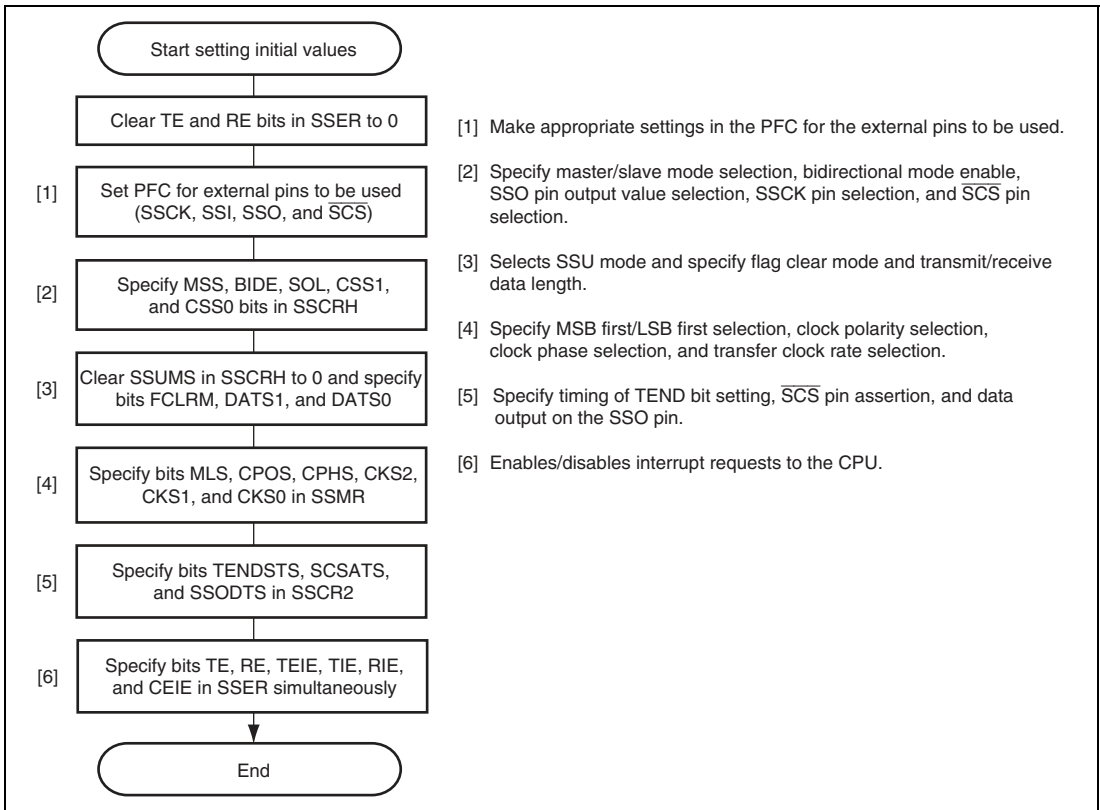 Start setting initial values
Clear TE and RE bits in SSER to 0
[1]
Set PFC for external pins to be used
(SSCK, SSI, SSO, and S̅C̅S̅)
[2]
Specify MSS, BIDE, SOL, CSS1,
and CSS0 bits in SSCRH
[3]
Clear SSUMS in SSCRH to 0 and specify
bits FCLRM, DATS1, and DATS0
[4]
Specify bits MLS, CPOS, CPHS, CKS2,
CKS1, and CKS0 in SSMR
[5]
Specify bits TENDSTS, SCSATS,
and SSODTS in SSCR2
[6]
Specify bits TE, RE, TEIE, TIE, RIE,
and CEIE in SSER simultaneously
End
[1] Make appropriate settings in the PFC for the external pins to be used.
[2] Specify master/slave mode selection, bidirectional mode enable,
SSO pin output value selection, SSCK pin selection, and S̅C̅S̅ pin
selection.
[3] Selects SSU mode and specify flag clear mode and transmit/receive
data length.
[4] Specify MSB first/LSB first selection, clock polarity selection,
clock phase selection, and transfer clock rate selection.
[5] Specify timing of TEND bit setting, S̅C̅S̅ pin assertion, and data
output on the SSO pin.
[6] Enables/disables interrupt requests to the CPU.